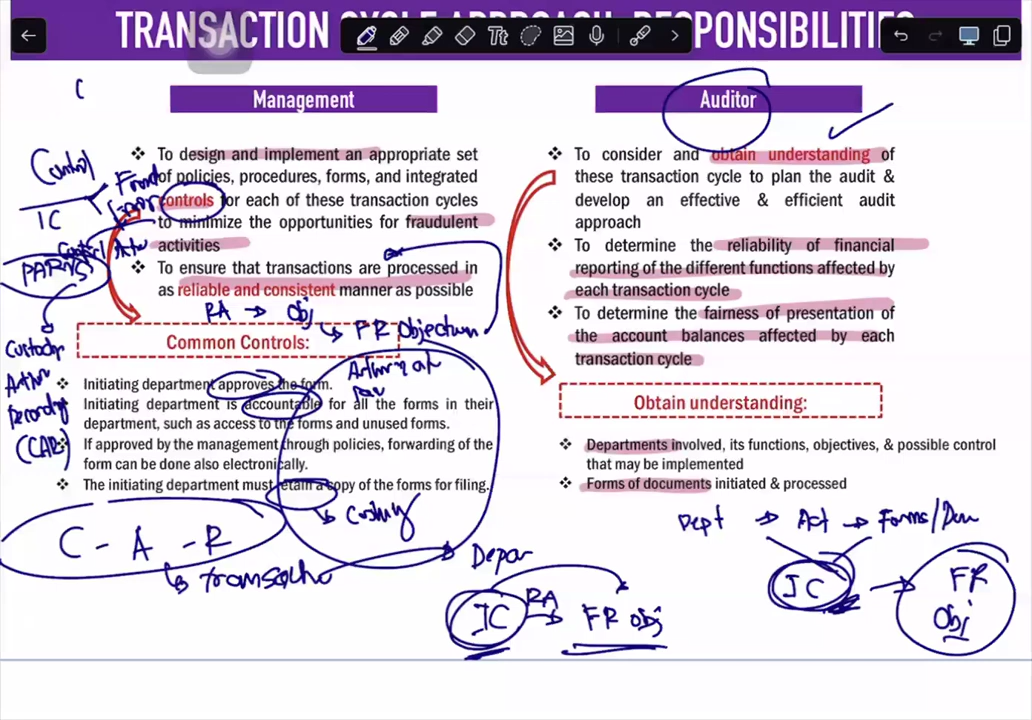 TRANSACTION CYCLE APPROACH RESPONSIBILITIES
Tt
Management
To design and implement an appropriate set
of policies, procedures, forms, and integrated
controls for each of these transaction cycles
to minimize the opportunities for fraudulent
activities
To ensure that transactions are processed in
as reliable and consistent manner as possible
Common Controls:
Initiating department approves the form.
Initiating department is accountable for all the forms in their
department, such as access to the forms and unused forms.
If approved by the management through policies, forwarding of the
form can be done also electronically.
The initiating department must retain a copy of the forms for filing.
Auditor
To consider and obtain understanding of
these transaction cycle to plan the audit &
develop an effective & efficient audit
approach
To determine the reliability of financial
reporting of the different functions affected by
each transaction cycle
To determine the fairness of presentation of
the account balances affected by each
transaction cycle
Obtain understanding:
Departments involved, its functions, objectives, & possible control
that may be implemented
Forms of documents initiated & processed
C
Control
IC
Fraud
Error
Control
RA → Obj
FR Objection
Custody
Recording
(CAR)
C - A - R
transactio
Depar
IC
RA
FR obj
Dept → Act → Forms/
IC
FR
Obj